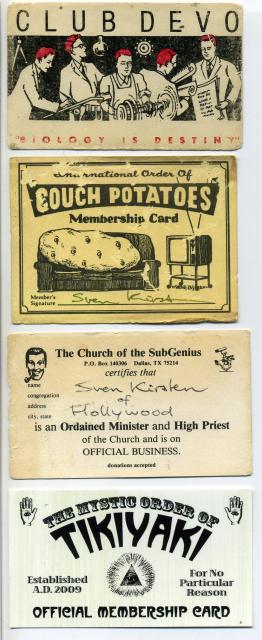 CLUB DEVO
"BIOLOGY IS DESTINY"
International Order Of
COUCH POTATOES
Membership Card
Member's
Signature Sven Kirst
The Church of the SubGenius
P.O. Box 140306 Dallas, TX 75214
certifies that
name Sven Kirsten
congregation of
address Hollywood
city, state
is an Ordained Minister and High Priest
of the Church and is on
OFFICIAL BUSINESS.
donations accepted
THE MYSTIC ORDER OF
TIKIYAKI
Established
A.D. 2009
For No
Particular
Reason
OFFICIAL MEMBERSHIP CARD